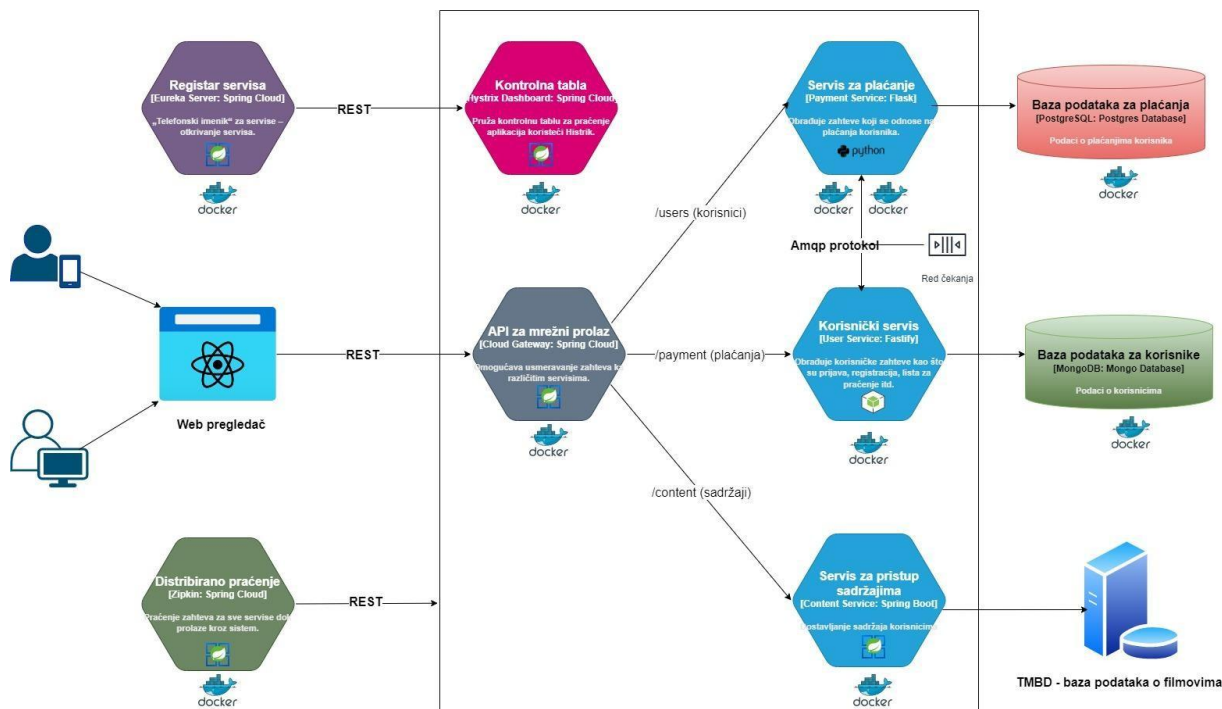 Registar servisa
[Eureka Server: Spring Cloud]
„Telefonski imenik“ za servise –
otkrivanje servisa.
docker
REST
Kontrolna tabla
Hystrix Dashboard: Spring Cloud
Pruža kontrolnu tablu za praćenje
aplikacija koristeći Histrik.
docker
Servis za plaćanje
[Payment Service: Flask]
Obrađuje zahteve koji se odnose na
plaćanja korisnika.
python
docker
docker
Baza podataka za plaćanja
[PostgreSQL: Postgres Database]
Podaci o plaćanjima korisnika
/users (korisnici)
Amqp protokol
Red čekanja
Web pregledač
REST
API za mrežni prolaz
[Cloud Gateway: Spring Cloud]
Omogućava usmeravanje zahteva ka
različitim servisima.
docker
/payment (plaćanja)
Korisnički servis
[User Service: Fastify]
Obrađuje korisničke zahteve kao što
su prijava, registracija, lista za
praćenje itd.
docker
Baza podataka za korisnike
[MongoDB: Mongo Database]
Podaci o korisnicima
docker
/content (sadržaji)
Distribirano praćenje
[Zipkin: Spring Cloud]
Praćenje zahteva za sve servise dok
prolaze kroz sistem.
docker
REST
Servis za pristup
sadržajima
[Content Service: Spring Boot]
Dostavljanje sadržaja korisnicima
docker
TMBD - baza podataka o filmovima